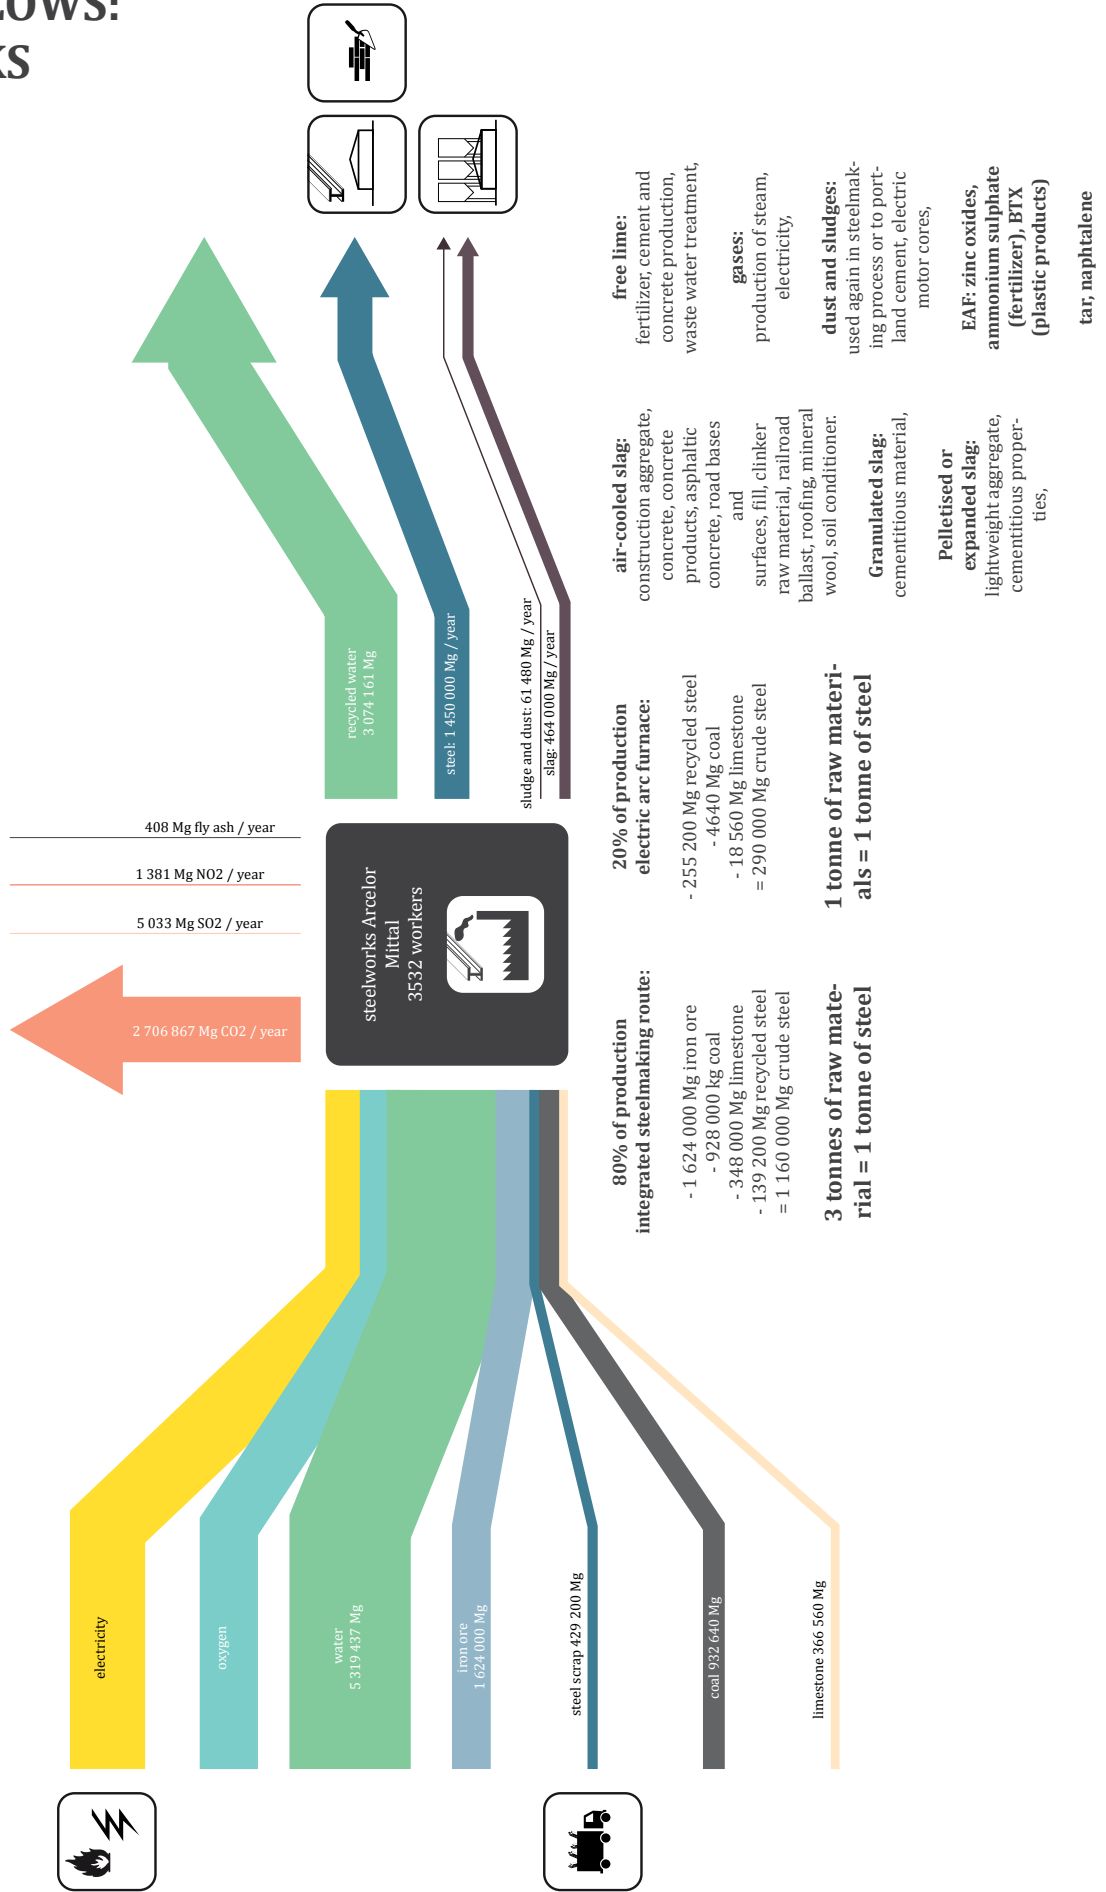 LOWS:
KS
408 Mg fly ash / year
1 381 Mg NO2 / year
5 033 Mg SO2 / year
2 706 867 Mg CO2 / year
electricity
oxygen
water
5 319 437 Mg
iron ore
1 624 000 Mg
steel scrap 429 200 Mg
coal 932 640 Mg
limestone 366 560 Mg
steelworks Arcelor
Mittal
3532 workers
recycled water
3 074 161 Mg
steel: 1 450 000 Mg / year
sludge and dust: 61 480 Mg / year
slag: 464 000 Mg / year
80% of production
integrated steelmaking route:
- 1 624 000 Mg iron ore
- 928 000 kg coal
- 348 000 Mg limestone
- 139 200 Mg recycled steel
= 1 160 000 Mg crude steel
3 tonnes of raw mate-
rial = 1 tonne of steel
20% of production
electric arc furnace:
- 255 200 Mg recycled steel
- 4640 Mg coal
- 18 560 Mg limestone
= 290 000 Mg crude steel
1 tonne of raw materi-
als = 1 tonne of steel
air-cooled slag:
construction aggregate,
concrete, concrete
products, asphaltic
concrete, road bases
and
surfaces, fill, clinker
raw material, railroad
ballast, roofing, mineral
wool, soil conditioner.
Granulated slag:
cementitious material,
Pelletised or
expanded slag:
lightweight aggregate,
cementitious proper-
ties,
free lime:
fertilizer, cement and
concrete production,
waste water treatment,
gases:
production of steam,
electricity,
dust and sludges:
used again in steelmak-
ing process or to port-
land cement, electric
motor cores,
EAF: zinc oxides,
ammonium sulphate
(fertilizer), BTX
(plastic products)
tar, naphtalene